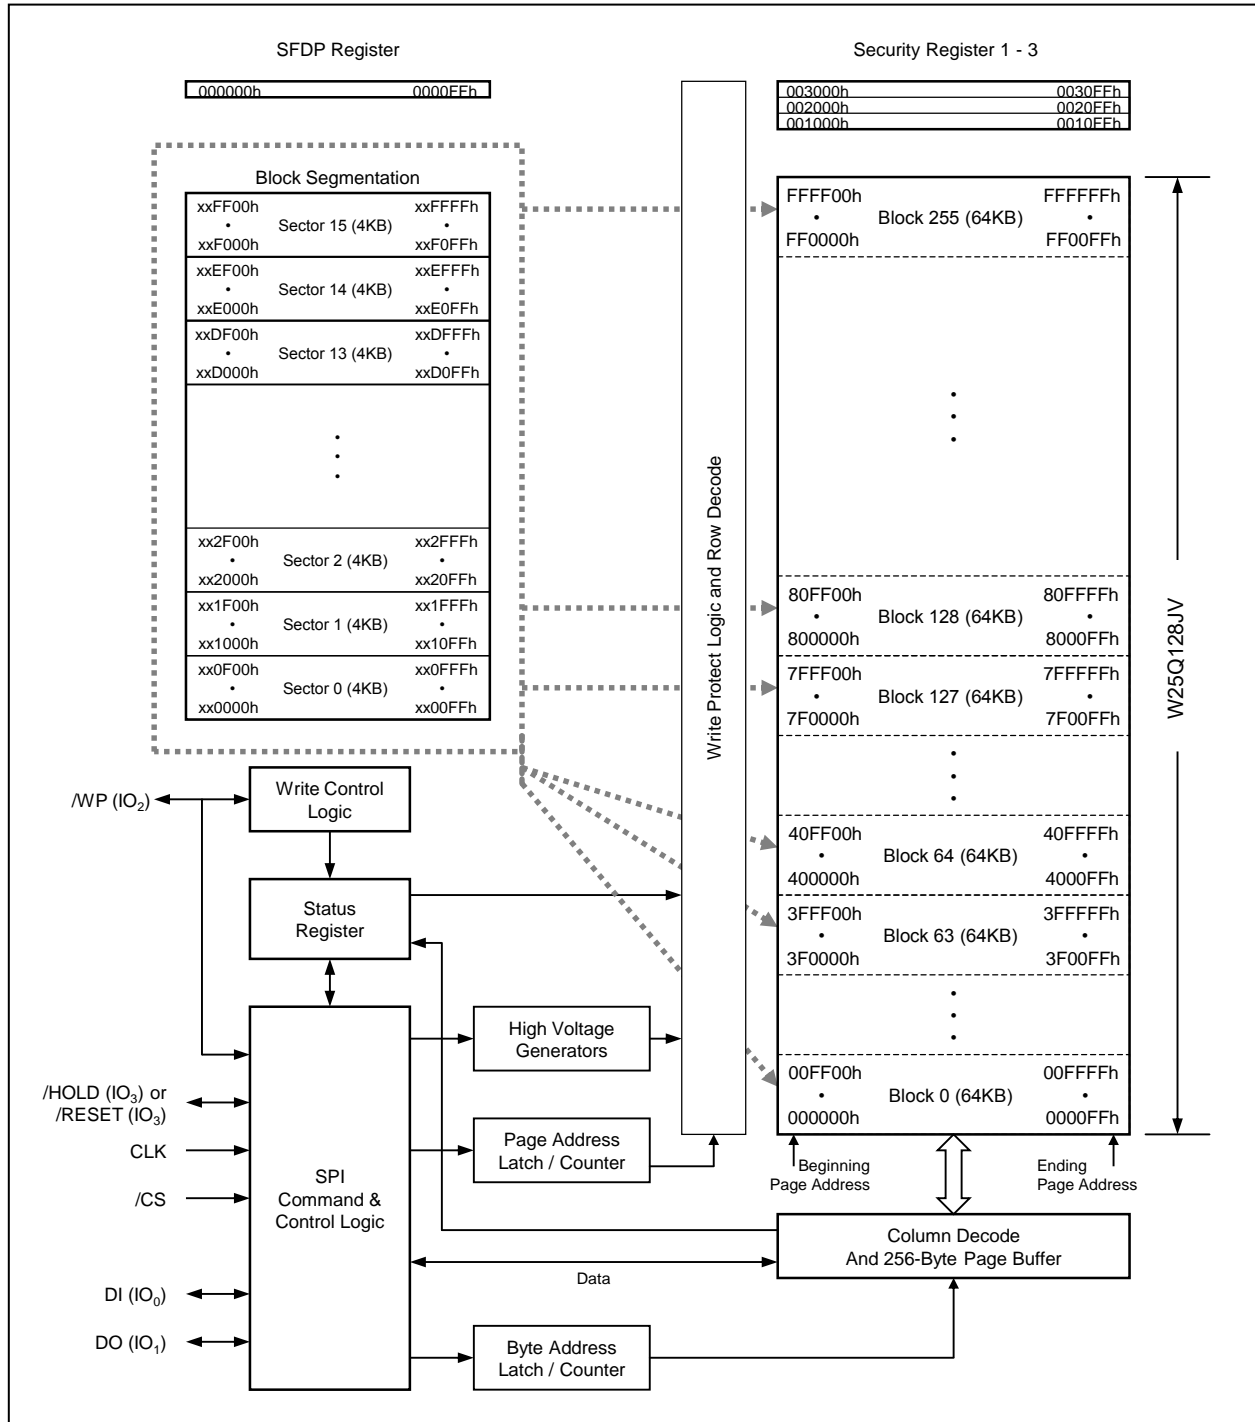 SFDP Register
000000h 0000FFh
Security Register 1 - 3
003000h 0030FFh
002000h 0020FFh
001000h 0010FFh
Block Segmentation
xxFF00h xxFFFFh
Sector 15 (4KB)
xxF000h xxF0FFh
xxEF00h xxEFFFh
Sector 14 (4KB)
xxE000h xxE0FFh
xxDF00h xxDFFFh
Sector 13 (4KB)
xxD000h xxD0FFh
xx2F00h xx2FFFh
Sector 2 (4KB)
xx2000h xx20FFh
xx1F00h xx1FFFh
Sector 1 (4KB)
xx1000h xx10FFh
xx0F00h xx0FFFh
Sector 0 (4KB)
xx0000h xx00FFh
Write Protect Logic and Row Decode
FFFF00h FFFFFFh
Block 255 (64KB)
FF0000h FF00FFh
80FF00h 80FFFFh
Block 128 (64KB)
800000h 8000FFh
7FFF00h 7FFFFFh
Block 127 (64KB)
7F0000h 7F00FFh
40FF00h 40FFFFh
Block 64 (64KB)
400000h 4000FFh
3FFF00h 3FFFFFh
Block 63 (64KB)
3F0000h 3F00FFh
00FF00h 00FFFFh
Block 0 (64KB)
000000h 0000FFh
W25Q128JV
Beginning
Page Address
Ending
Page Address
/WP (IO2)
Write Control
Logic
Status
Register
/HOLD (IO3) or
/RESET (IO3)
CLK
/CS
DI (IO0)
DO (IO1)
SPI
Command &
Control Logic
High Voltage
Generators
Page Address
Latch / Counter
Column Decode
And 256-Byte Page Buffer
Data
Byte Address
Latch / Counter